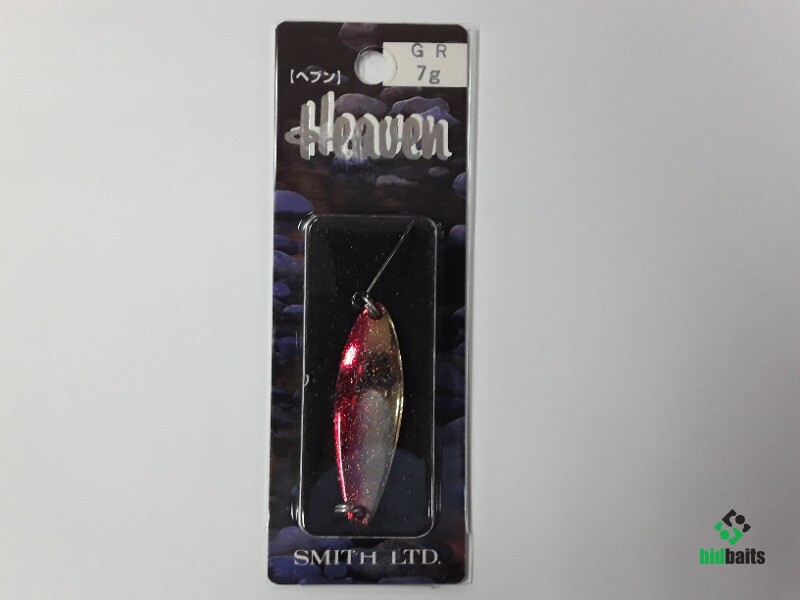 GR
7g
【ヘブン】
Heaven
SMITH LTD.
bidbaits